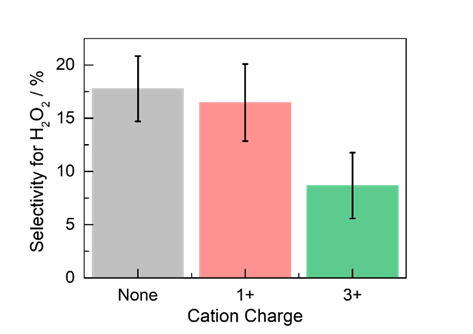 Selectivity for H₂O₂ / %
20
15
10
5
0
None 1+ 3+
Cation Charge